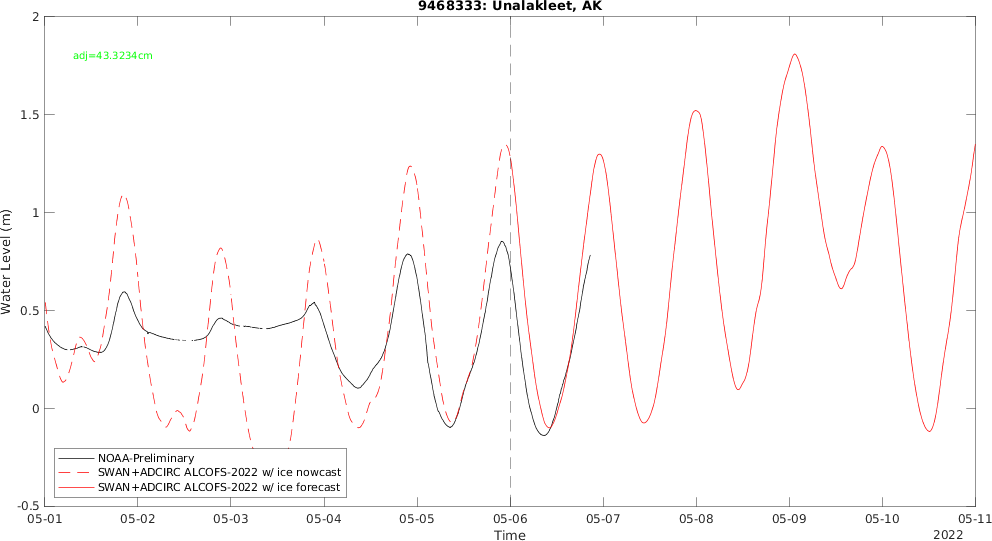 9468333: Unalakleet, AK
adj=43.3234cm
Water Level (m)
2
1.5
1
0.5
0
-0.5
NOAA-Preliminary
SWAN+ADCIRC ALCOFS-2022 w/ ice nowcast
SWAN+ADCIRC ALCOFS-2022 w/ ice forecast
05-01 05-02 05-03 05-04 05-05 05-06 05-07 05-08 05-09 05-10 05-11
Time
2022